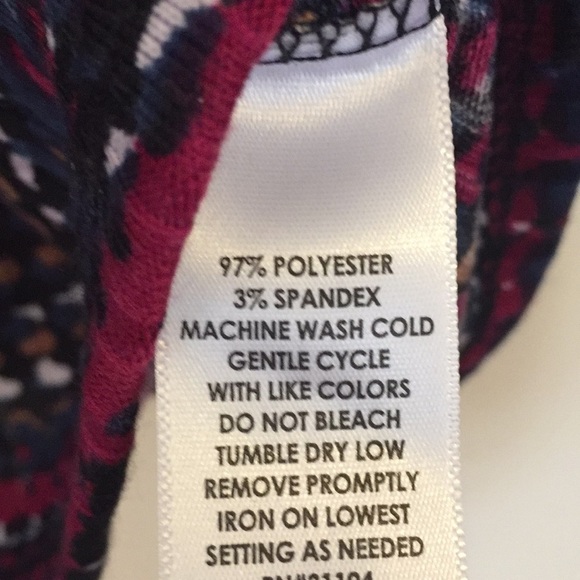 97% POLYESTER
3% SPANDEX
MACHINE WASH COLD
GENTLE CYCLE
WITH LIKE COLORS
DO NOT BLEACH
TUMBLE DRY LOW
REMOVE PROMPTLY
IRON ON LOWEST
SETTING AS NEEDED